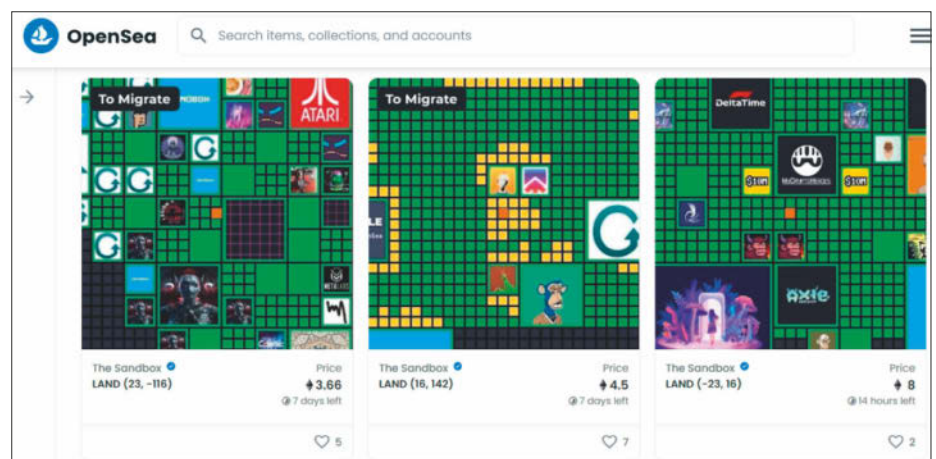 OpenSea
Search items, collections, and accounts
To Migrate
ATARI
METALABS
The Sandbox
LAND (23, -116)
Price
3.66
7 days left
5
To Migrate
The Sandbox
LAND (16, 142)
Price
4.5
7 days left
7
DeltaTime
$10M
$10M
AXIE
The Sandbox
LAND (-23, 16)
Price
8
14 hours left
2